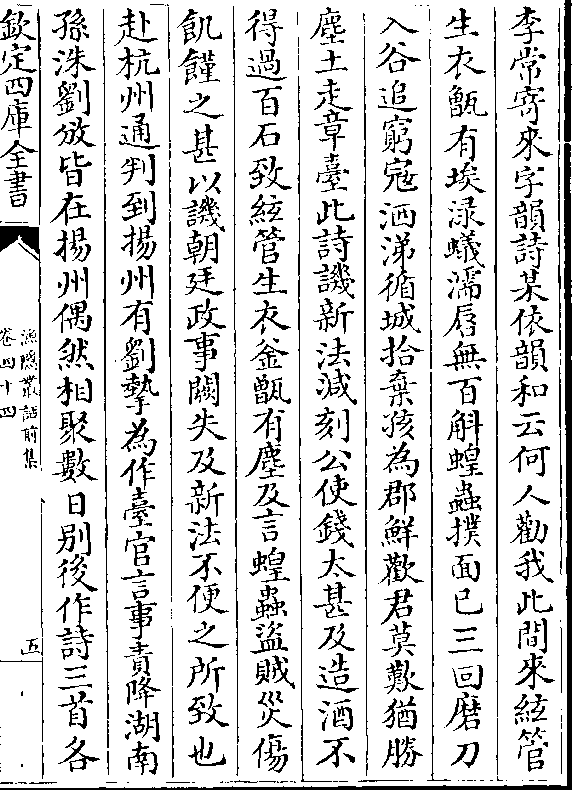 李常寄來字韻詩某依韻和云何人勸我此間來絃管
生衣甑有埃淥蟻濡唇無百斛蝗蟲撲面已三回磨刀
入谷追窮寇洒涕循城拾棄孩為郡鮮歡君莫歎猶勝
塵土走章臺此詩譏新法減刻公使錢太甚及造酒不
得過百石致絃管生衣釜甑有塵及言蝗蟲盜賊災傷
飢饉之甚以譏朝廷政事闕失及新法不便之所致也
赴杭州通判到揚州有劉摯為作臺官言事責降湖南
孫洙劉攽皆在揚州偶然相聚數日别後作詩三首各
欽定四庫全書
漁隱叢話前集
卷四十四
五